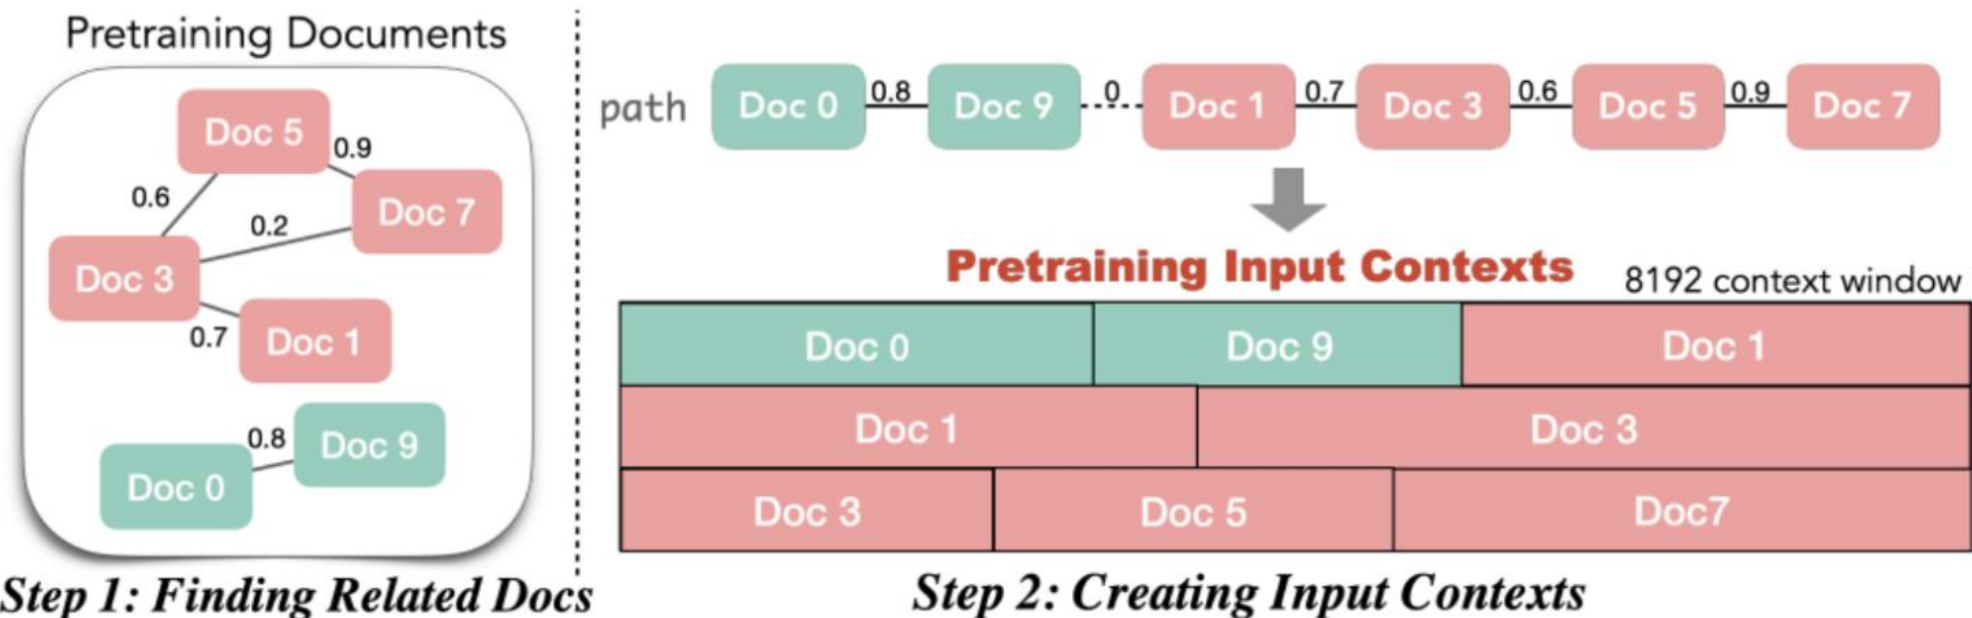 Pretraining Documents
Doc 5
0.9
0.6
Doc 7
0.2
Doc 3
0.7
Doc 1
0.8
Doc 9
Doc 0
Step 1: Finding Related Docs
path Doc 0 0.8 Doc 9 0 Doc 1 0.7 Doc 3 0.6 Doc 5 0.9 Doc 7
Pretraining Input Contexts
8192 context window
Doc 0 Doc 9 Doc 1
Doc 1 Doc 3
Doc 3 Doc 5 Doc7
Step 2: Creating Input Contexts